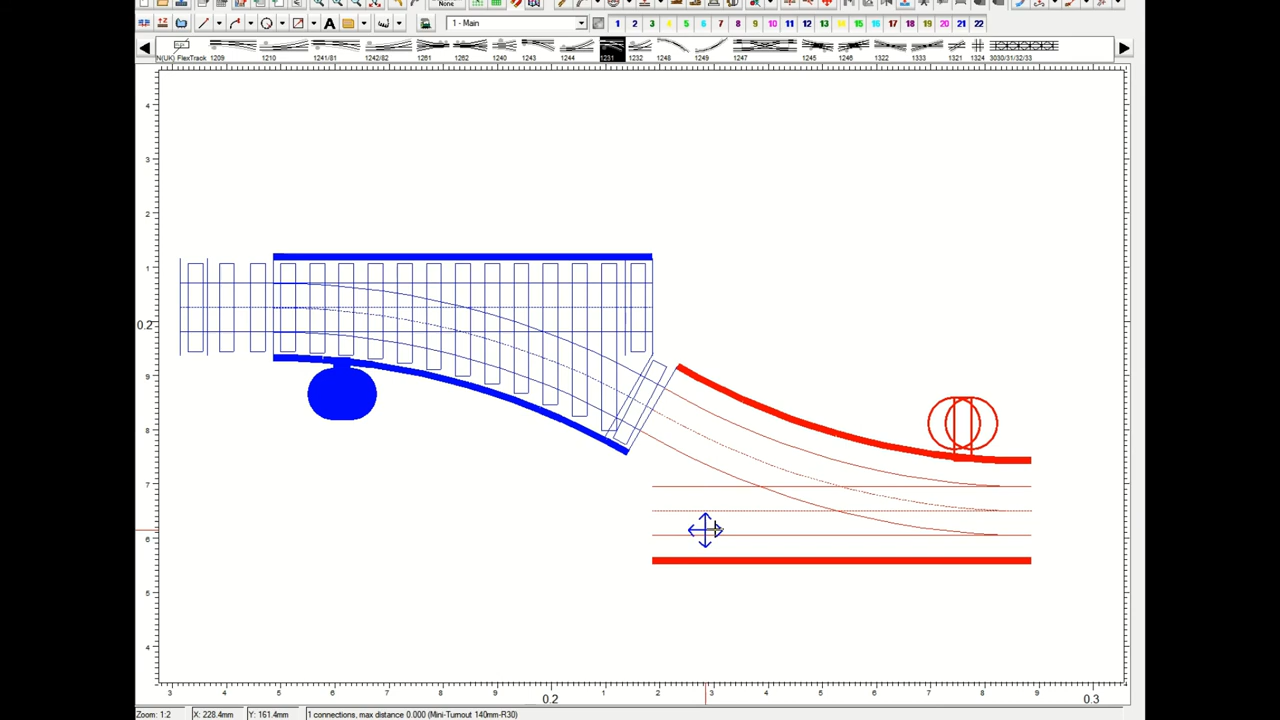 None
A 1 - Main 1 2 3 4 5 6 7 8 9 10 11 12 13 14 15 16 17 18 19 20 21 22
N(UK) FlexTrack 1209 1210 1241/81 1242/82 1261 1262 1240 1243 1244 1231 1232 1248 1249 1247 1245 1246 1322 1333 1321 1324 3030/31/32/33
4
3
2
1
0.2
9
8
7
6
5
4
3 4 5 6 7 8 9 0.2 1 2 3 4 5 6 7 8 9 0.3
Zoom: 1:2 X: 228.4mm Y: 161.4mm 1 connections, max distance 0.000 (Mini-Turnout 140mm-R30)